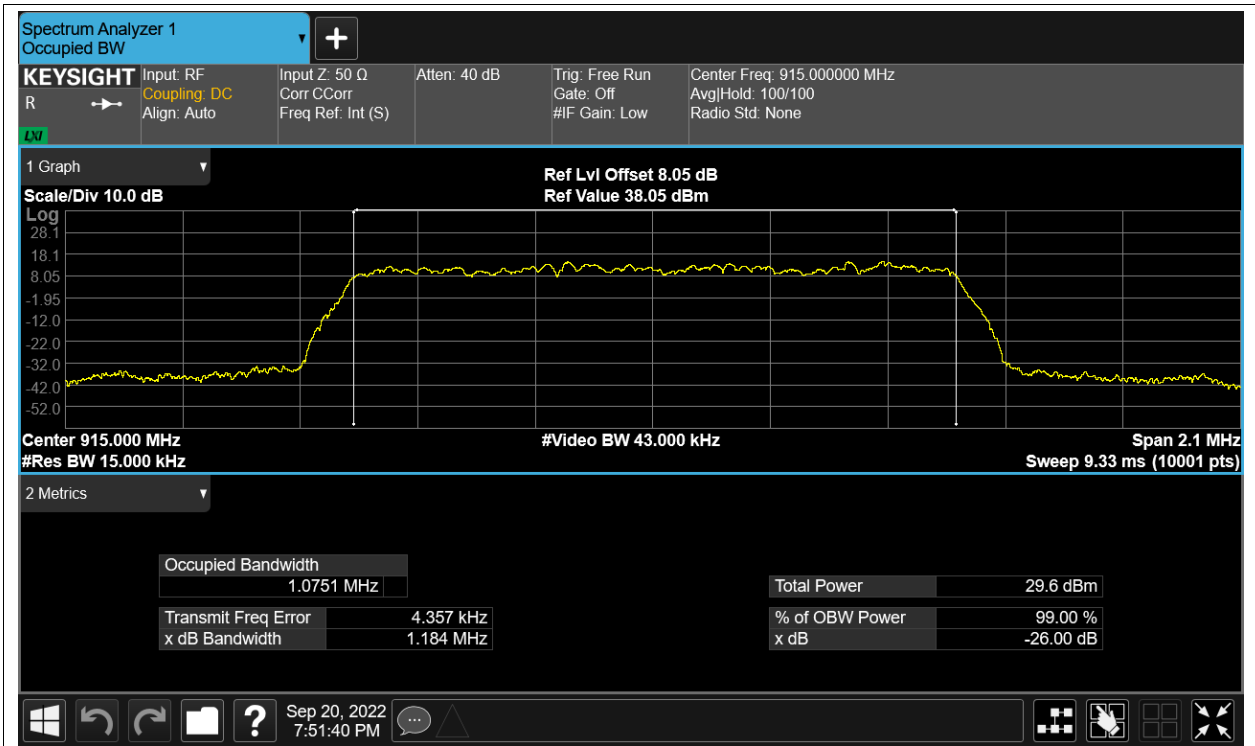 Spectrum Analyzer 1
Occupied BW
KEYSIGHT
R
LXI
Input: RF
Coupling: DC
Align: Auto
Input Z: 50 Ω
Corr CCorr
Freq Ref: Int (S)
Atten: 40 dB
Trig: Free Run
Gate: Off
#IF Gain: Low
Center Freq: 915.000000 MHz
Avg|Hold: 100/100
Radio Std: None
1 Graph
Scale/Div 10.0 dB
Ref Lvl Offset 8.05 dB
Ref Value 38.05 dBm
Log
28.1
18.1
8.05
-1.95
-12.0
-22.0
-32.0
-42.0
-52.0
Center 915.000 MHz
#Video BW 43.000 kHz
Span 2.1 MHz
#Res BW 15.000 kHz
Sweep 9.33 ms (10001 pts)
2 Metrics
Occupied Bandwidth
1.0751 MHz
Transmit Freq Error 4.357 kHz
x dB Bandwidth 1.184 MHz
Total Power 29.6 dBm
% of OBW Power 99.00 %
x dB -26.00 dB
?
Sep 20, 2022
7:51:40 PM